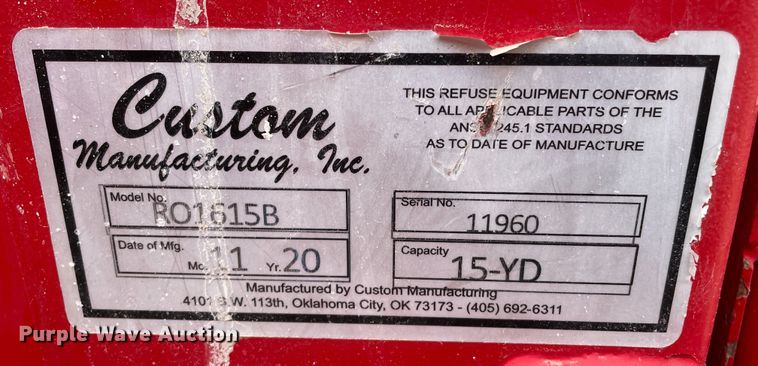 Custom
Manufacturing, Inc.
THIS REFUSE EQUIPMENT CONFORMS
TO ALL APPLICABLE PARTS OF THE
245.1 STANDARDS
AS TO DATE OF MANUFACTURE
Model No. RO1615B
Serial No. 11960
Date of Mfg. Mo. 11 Yr. 20
Capacity 15-YD
Manufactured by Custom Manufacturing
4101 S.W. 113th, Oklahoma City, OK 73173 - (405) 692-6311
Purple Wave Auction